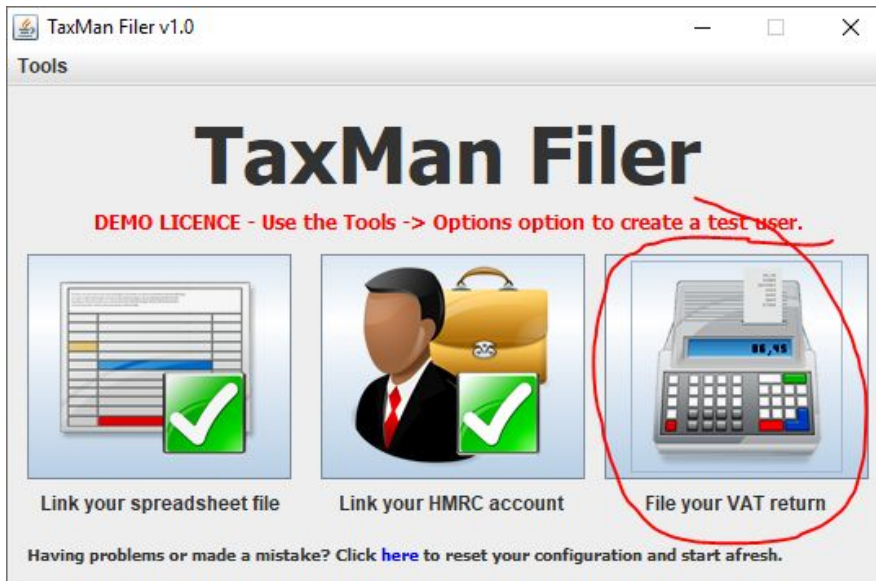 TaxMan Filer v1.0
Tools
TaxMan Filer
DEMO LICENCE - Use the Tools -> Options option to create a test user.
86,45
Link your spreadsheet file
Link your HMRC account
File your VAT return
Having problems or made a mistake? Click here to reset your configuration and start afresh.